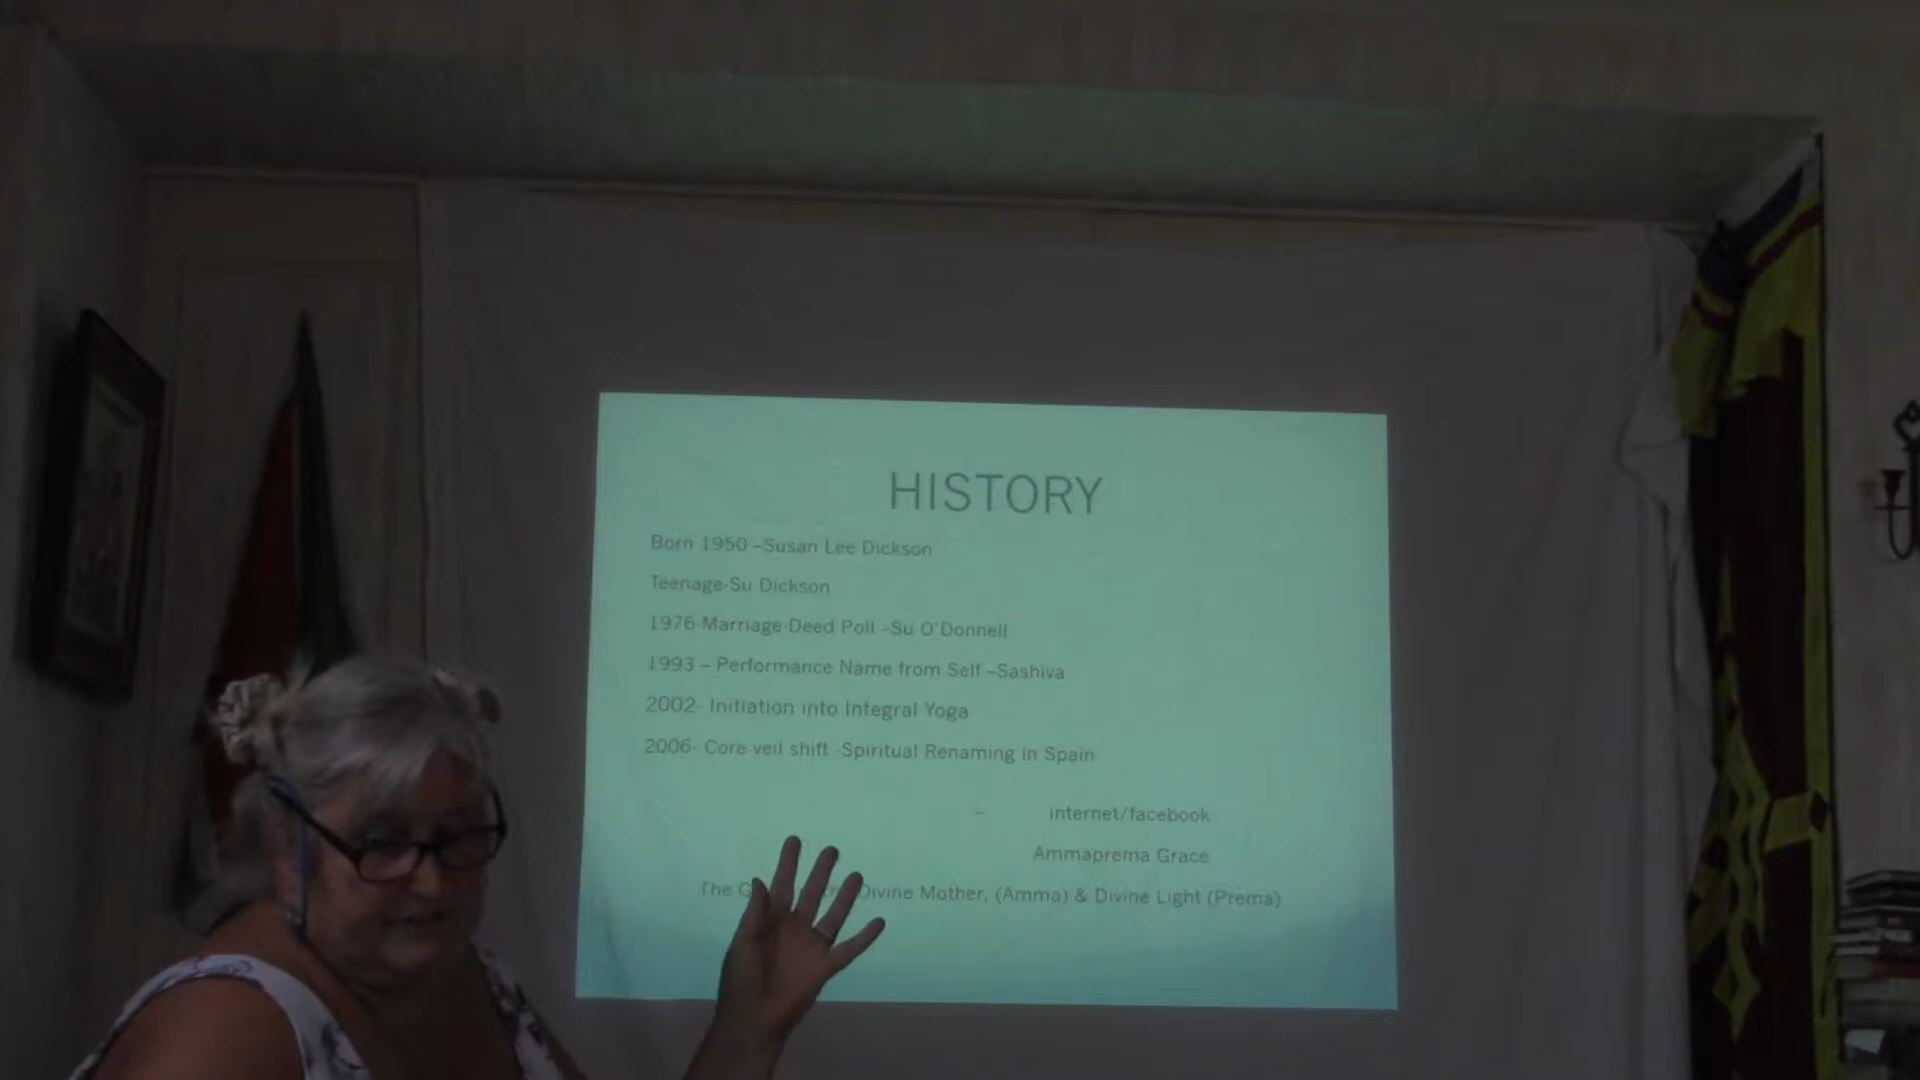 HISTORY
Born 1950 –Susan Lee Dickson
Teenage-Su Dickson
1976-Marriage Deed Poll –Su O'Donnell
1993 – Performance Name from Self –Sashiva
2002- Initiation into Integral Yoga
2006- Core veil shift -Spiritual Renaming in Spain
– internet/facebook
Ammaprema Grace
The Divine Mother, (Amma) & Divine Light (Prema)